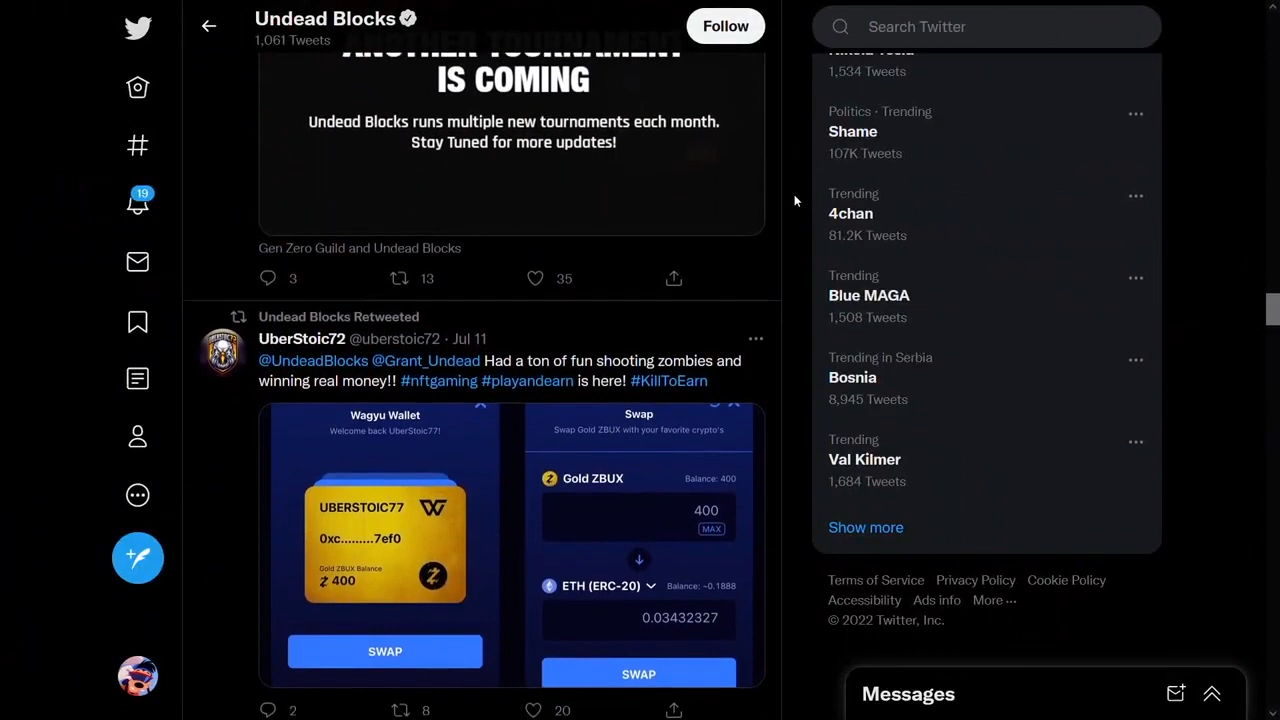 Undead Blocks
1,061 Tweets
Follow
ANOTHER TOURNAMENT
IS COMING
Undead Blocks runs multiple new tournaments each month.
Stay Tuned for more updates!
Gen Zero Guild and Undead Blocks
3
13
35
Undead Blocks Retweeted
UberStoic72 @uberstoic72 · Jul 11
@UndeadBlocks @Grant_Undead Had a ton of fun shooting zombies and
winning real money!! #nftgaming #playandearn is here! #KillToEarn
Wagyu Wallet
Welcome back UberStoic77!
UBERSTOIC77
0xc.........7ef0
Gold ZBUX Balance
400
SWAP
Swap
Swap Gold ZBUX with your favorite crypto's
Gold ZBUX
Balance: 400
400
MAX
ETH (ERC-20)
Balance: ~0.1888
0.03432327
SWAP
2
8
20
19
Search Twitter
Nikola Tesla
1,534 Tweets
Politics · Trending
Shame
107K Tweets
Trending
4chan
81.2K Tweets
Trending
Blue MAGA
1,508 Tweets
Trending in Serbia
Bosnia
8,945 Tweets
Trending
Val Kilmer
1,684 Tweets
Show more
Terms of Service Privacy Policy Cookie Policy
Accessibility Ads info More ···
© 2022 Twitter, Inc.
Messages